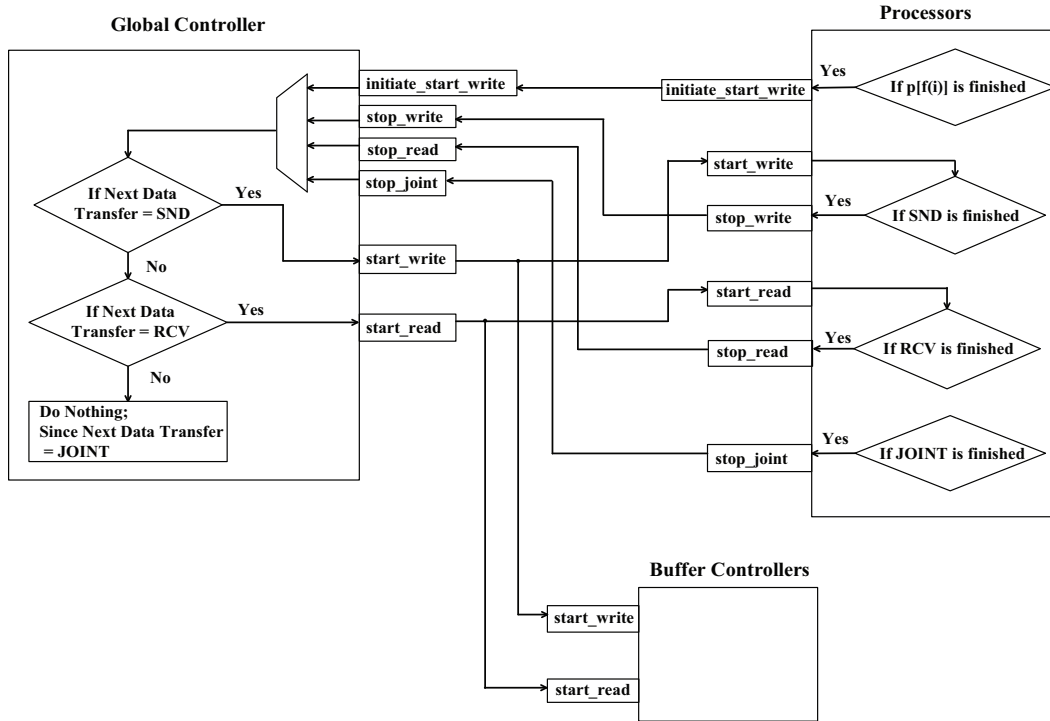 Global Controller
Processors
initiate_start_write
stop_write
stop_read
stop_joint
If Next Data
Transfer = SND
Yes
No
start_write
If Next Data
Transfer = RCV
Yes
No
start_read
Do Nothing;
Since Next Data Transfer
= JOINT
initiate_start_write
Yes
If p[f(i)] is finished
start_write
stop_write
Yes
If SND is finished
start_read
stop_read
Yes
If RCV is finished
stop_joint
Yes
If JOINT is finished
Buffer Controllers
start_write
start_read